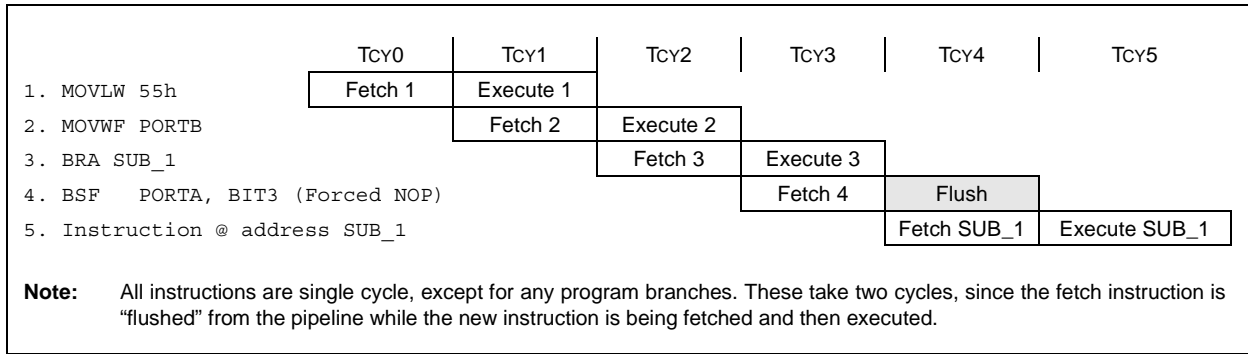 TCY0 TCY1 TCY2 TCY3 TCY4 TCY5
1. MOVLW 55h Fetch 1 Execute 1
2. MOVWF PORTB Fetch 2 Execute 2
3. BRA SUB_1 Fetch 3 Execute 3
4. BSF PORTA, BIT3 (Forced NOP) Fetch 4 Flush
5. Instruction @ address SUB_1 Fetch SUB_1 Execute SUB_1
Note: All instructions are single cycle, except for any program branches. These take two cycles, since the fetch instruction is
“flushed” from the pipeline while the new instruction is being fetched and then executed.